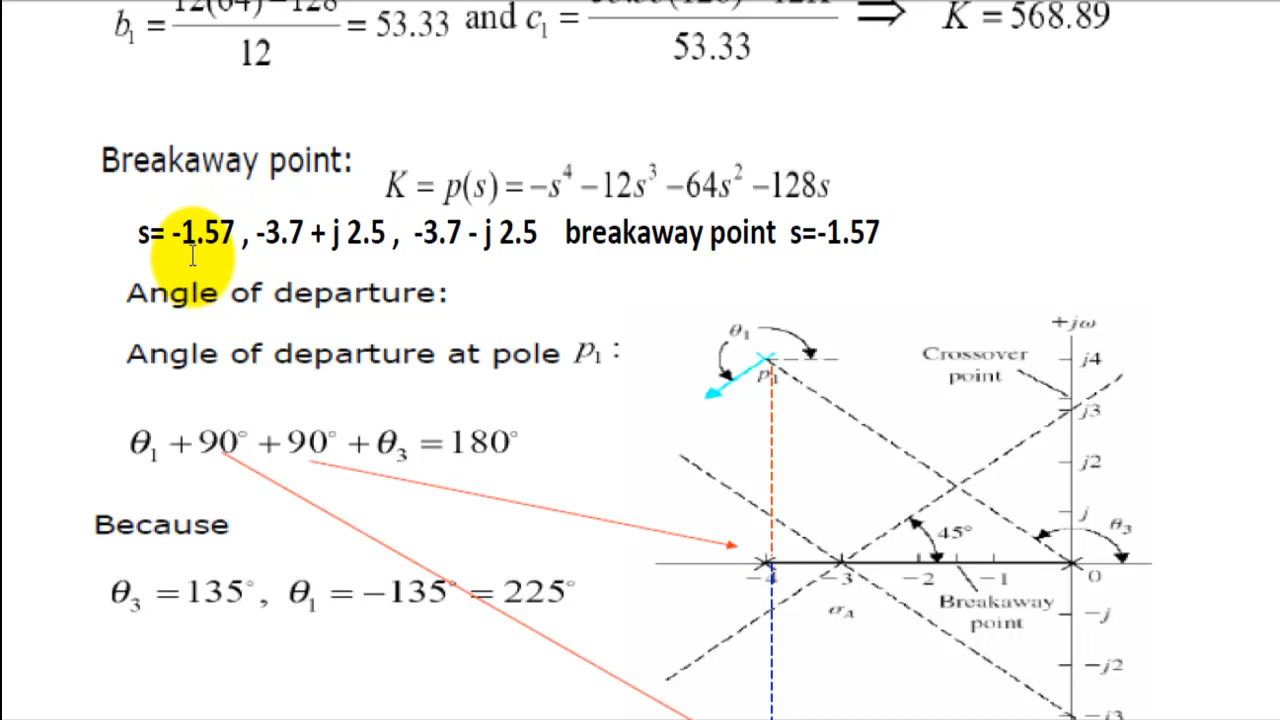 b₁ = 12(64) − 128 / 12 = 53.33 and c₁ = / 53.33 ⟹ K = 568.89
Breakaway point:
K = p(s) = −s⁴ −12s³ −64s² −128s
s= -1.57 , -3.7 + j 2.5 , -3.7 - j 2.5 breakaway point s=-1.57
Angle of departure:
Angle of departure at pole p₁ :
θ₁ + 90° + 90° + θ₃ = 180°
Because
θ₃ = 135°, θ₁ = −135° = 225°
θ₁
+jω
Crossover
point
j4
p₁
j3
j2
j
θ₃
45°
-4
-3
-2
-1
0
σ_A
Breakaway
point
-j
-j2
-j3